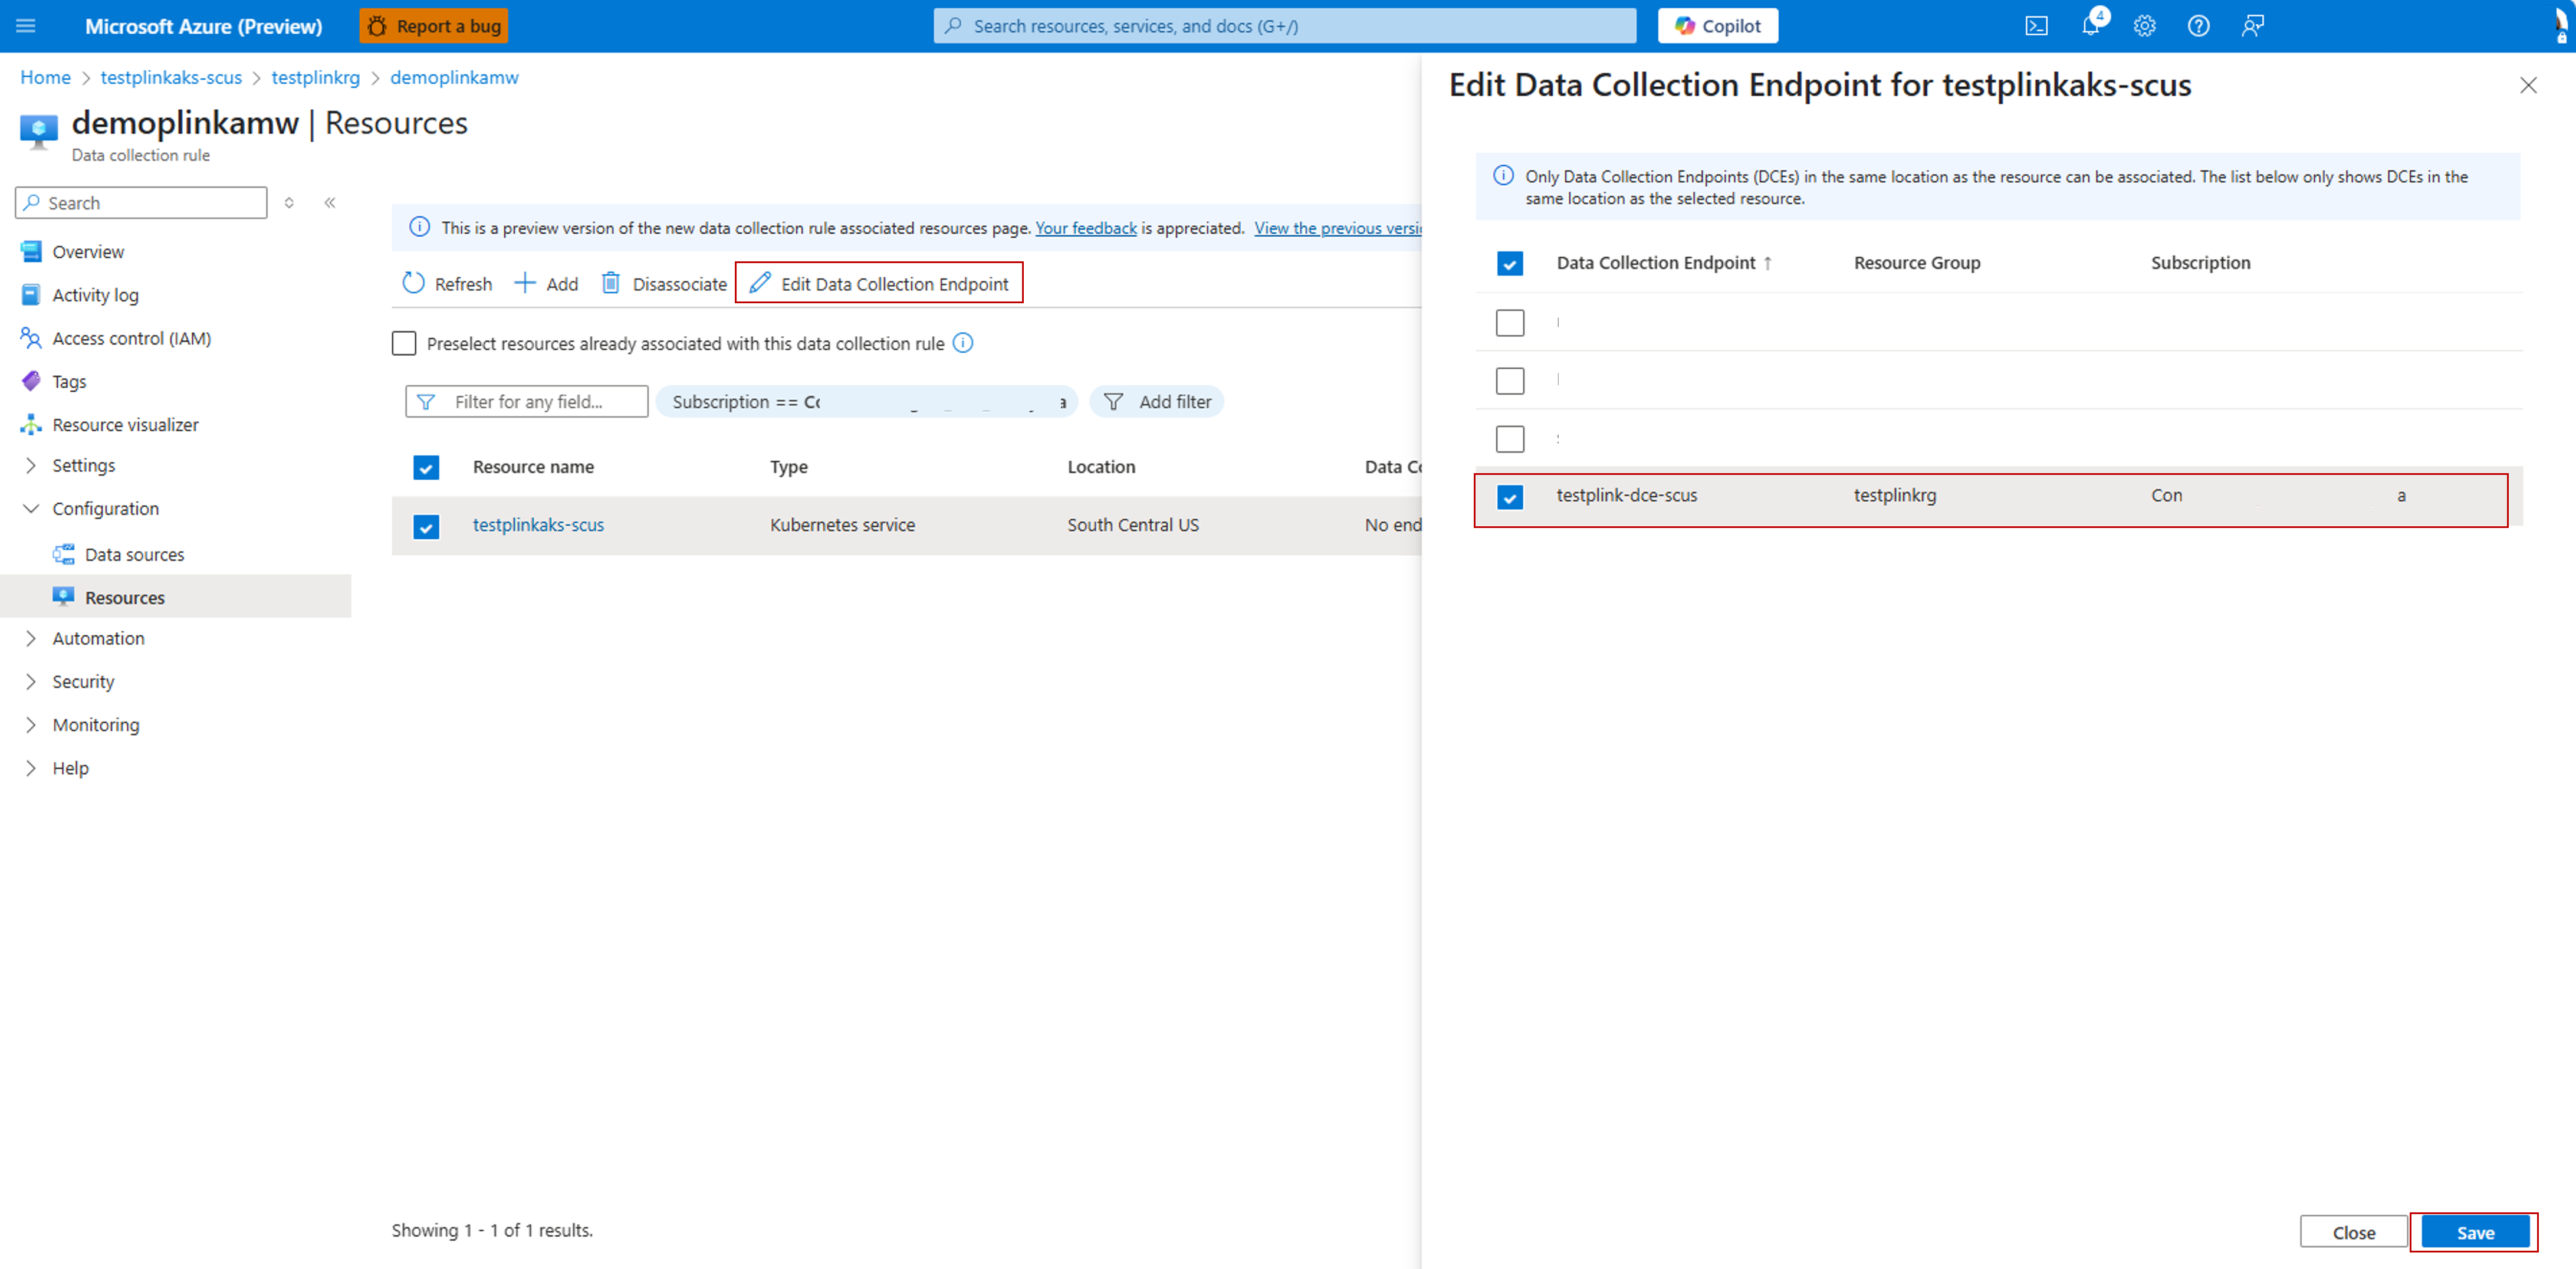 Microsoft Azure (Preview)
Report a bug
Search resources, services, and docs (G+/)
Copilot
4
Home > testplinkaks-scus > testplinkrg > demoplinkamw
demoplinkamw | Resources
Data collection rule
Search
Overview
Activity log
Access control (IAM)
Tags
Resource visualizer
Settings
Configuration
Data sources
Resources
Automation
Security
Monitoring
Help
This is a preview version of the new data collection rule associated resources page. Your feedback is appreciated. View the previous versi
Refresh Add Disassociate Edit Data Collection Endpoint
Preselect resources already associated with this data collection rule
Filter for any field... Subscription == Co a Add filter
Resource name Type Location Data Co
testplinkaks-scus Kubernetes service South Central US No end
Showing 1 - 1 of 1 results.
Edit Data Collection Endpoint for testplinkaks-scus
Only Data Collection Endpoints (DCEs) in the same location as the resource can be associated. The list below only shows DCEs in the
same location as the selected resource.
Data Collection Endpoint ↑ Resource Group Subscription
testplink-dce-scus testplinkrg Con a
Close Save